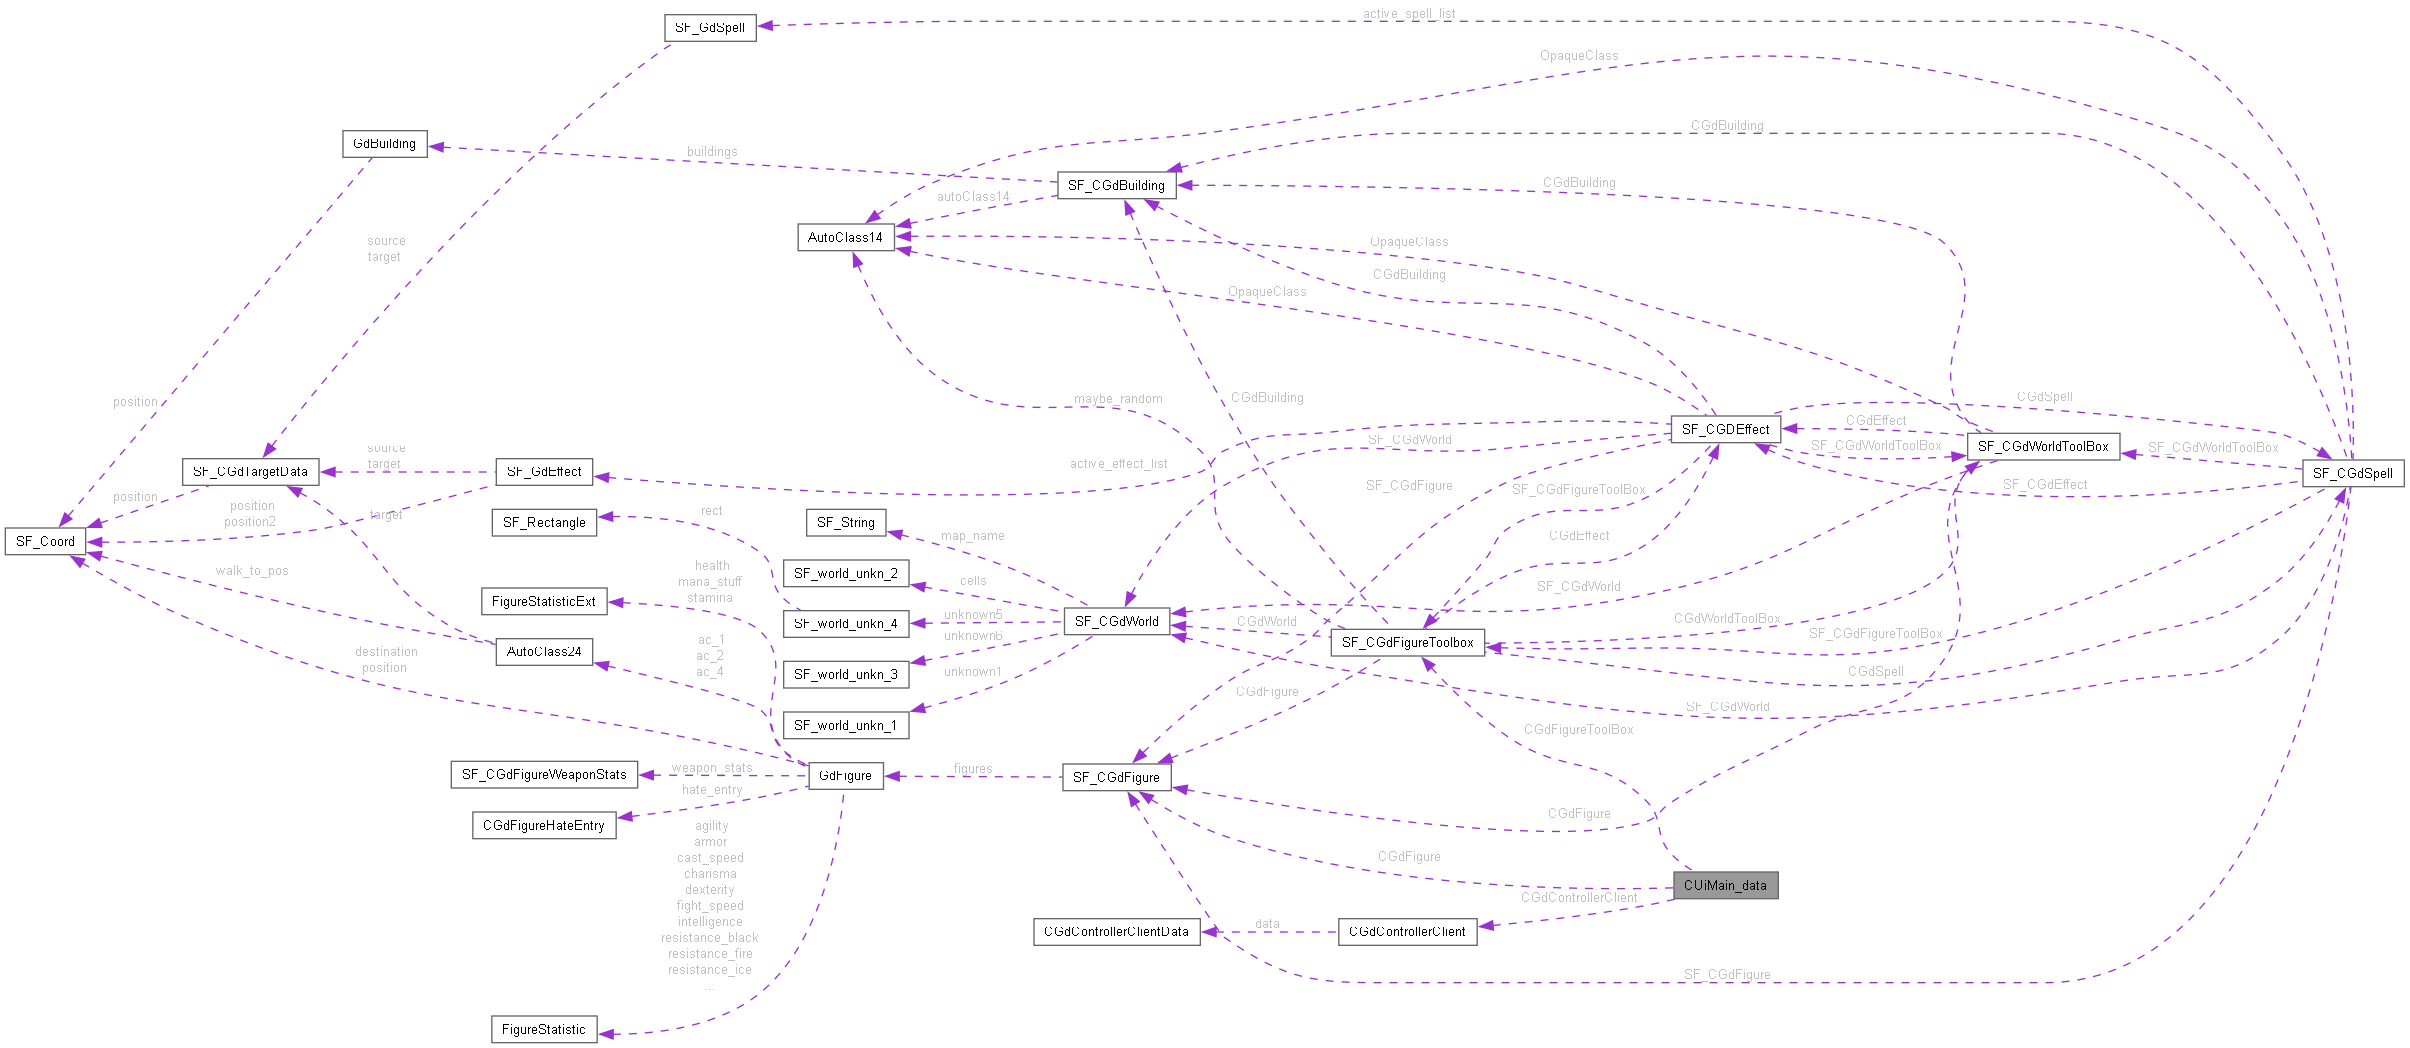 active_spell_list
SF_GdSpell
OpaqueClass
CGdBuilding
GdBuilding
buildings
SF_CGdBuilding
CGdBuilding
autoClass14
AutoClass14
source
target
OpaqueClass
CGdBuilding
OpaqueClass
position
maybe_random
CGdBuilding
CGdSpell
SF_CGDEffect
CGdEffect
SF_CGdWorld
SF_CGdWorldToolBox
SF_CGdWorldToolBox
SF_CGdWorldToolBox
source
target
active_effect_list
SF_CGdTargetData
SF_GdEffect
SF_CGdSpell
SF_CGdFigure
SF_CGdFigureToolBox
SF_CGdEffect
position
position
position2
target
rect
SF_Rectangle
SF_String
map_name
CGdEffect
SF_Coord
walk_to_pos
health
mana_stuff
stamina
SF_world_unkn_2
cells
SF_CGdWorld
FigureStatisticExt
SF_world_unkn_4
unknown5
SF_CGdWorld
CGdWorld
CGdWorldToolBox
unknown6
SF_CGdFigureToolbox
SF_CGdFigureToolBox
AutoClass24
ac_1
ac_2
ac_4
destination
position
SF_world_unkn_3
unknown1
CGdSpell
CGdFigure
SF_CGdWorld
SF_world_unkn_1
CGdFigureToolBox
SF_CGdFigureWeaponStats
weapon_stats
GdFigure
figures
SF_CGdFigure
hate_entry
CGdFigureHateEntry
CGdFigure
agility
armor
cast_speed
charisma
dexterity
fight_speed
intelligence
resistance_black
resistance_fire
resistance_ice
...
CGdFigure
CUiMain_data
CGdControllerClient
CGdControllerClientData
data
CGdControllerClient
SF_CGdFigure
FigureStatistic